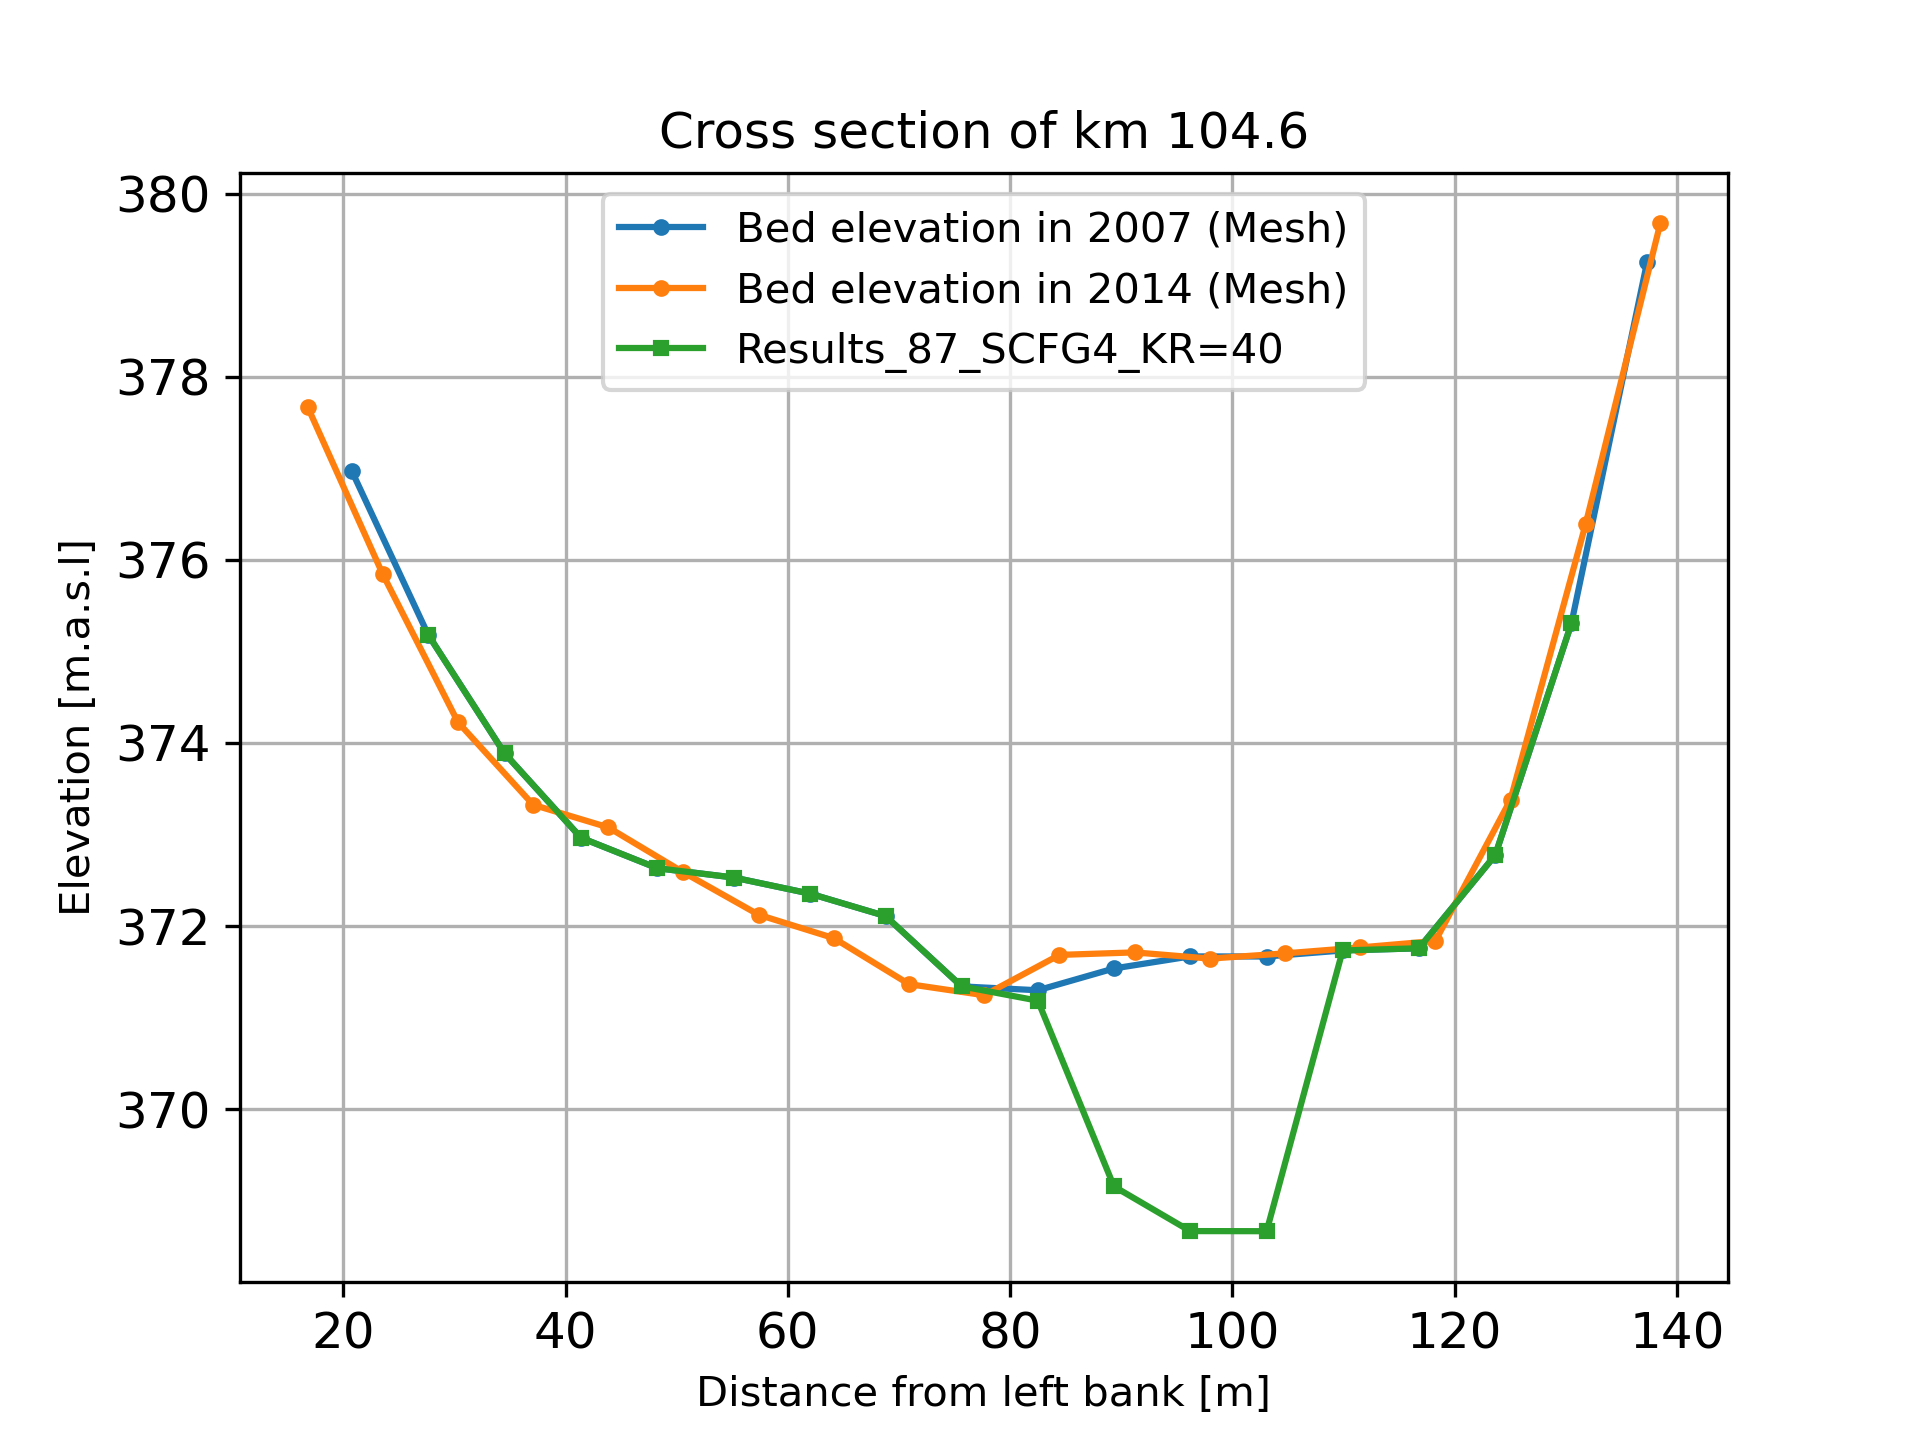 Cross section of km 104.6
Bed elevation in 2007 (Mesh)
Bed elevation in 2014 (Mesh)
Results_87_SCFG4_KR=40
Elevation [m.a.s.l]
380
378
376
374
372
370
20 40 60 80 100 120 140
Distance from left bank [m]